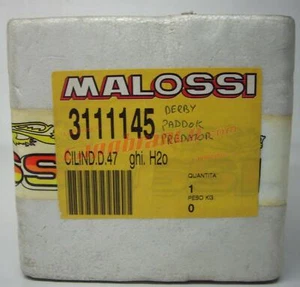 MALOSSI
3111145
DERBY
PADDOK
PREDATOR
CILIND.D.47 ghi. H2o
QUANTITA'
1
PESO KG.
0